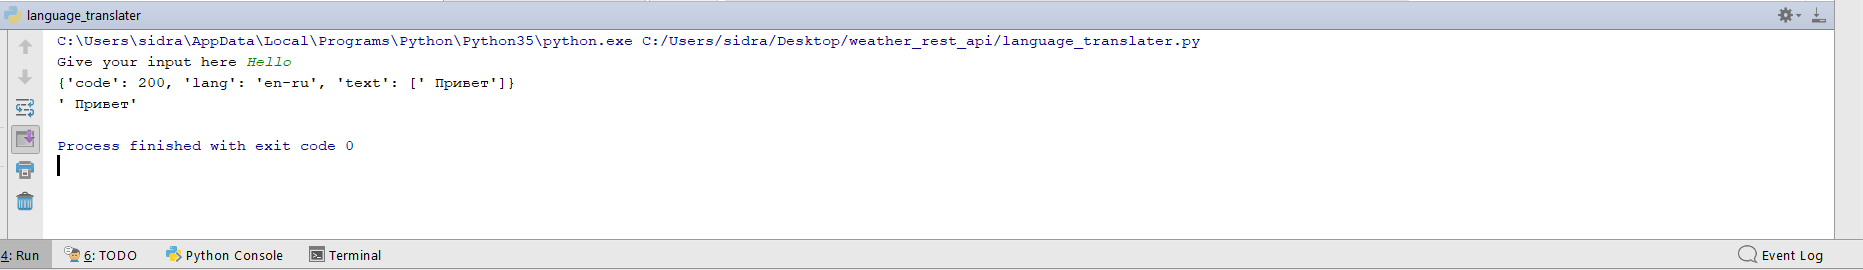 language_translater
C:\Users\sidra\AppData\Local\Programs\Python\Python35\python.exe C:/Users/sidra/Desktop/weather_rest_api/language_translater.py
Give your input here Hello
{'code': 200, 'lang': 'en-ru', 'text': [' Привет']}
' Привет'
Process finished with exit code 0
4: Run 6: TODO Python Console Terminal Event Log